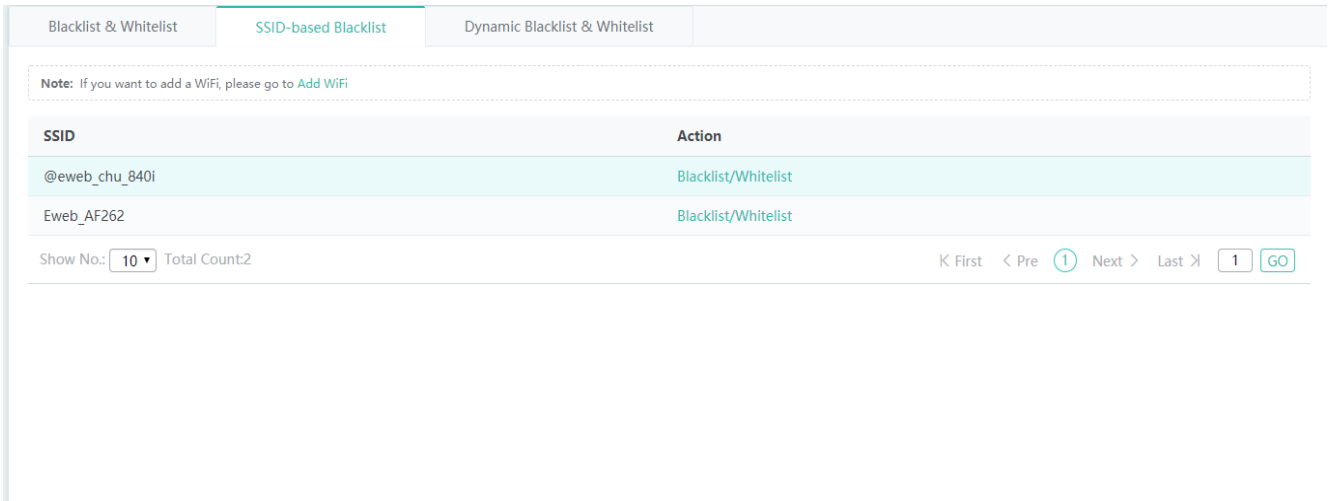 Blacklist & Whitelist SSID-based Blacklist Dynamic Blacklist & Whitelist
Note: If you want to add a WiFi, please go to Add WiFi
SSID Action
@eweb_chu_840i Blacklist/Whitelist
Eweb_AF262 Blacklist/Whitelist
Show No.: 10 Total Count:2 First Pre 1 Next Last 1 GO